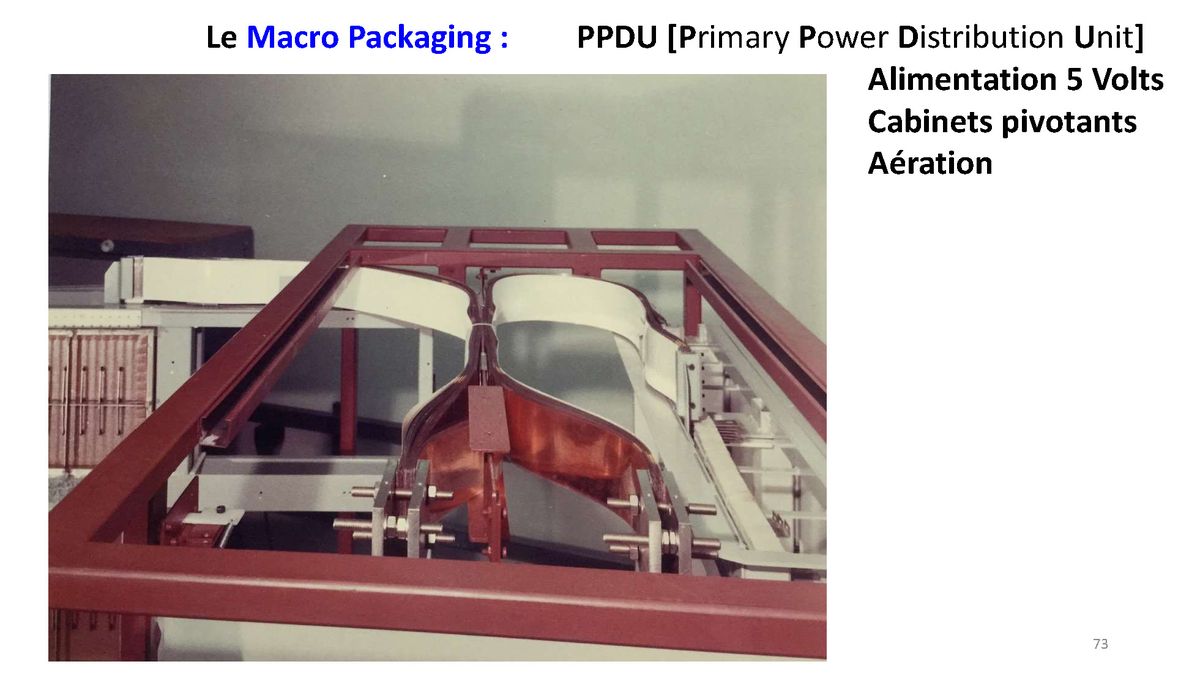 Le Macro Packaging : PPDU [Primary Power Distribution Unit]
Alimentation 5 Volts
Cabinets pivotants
Aération
73